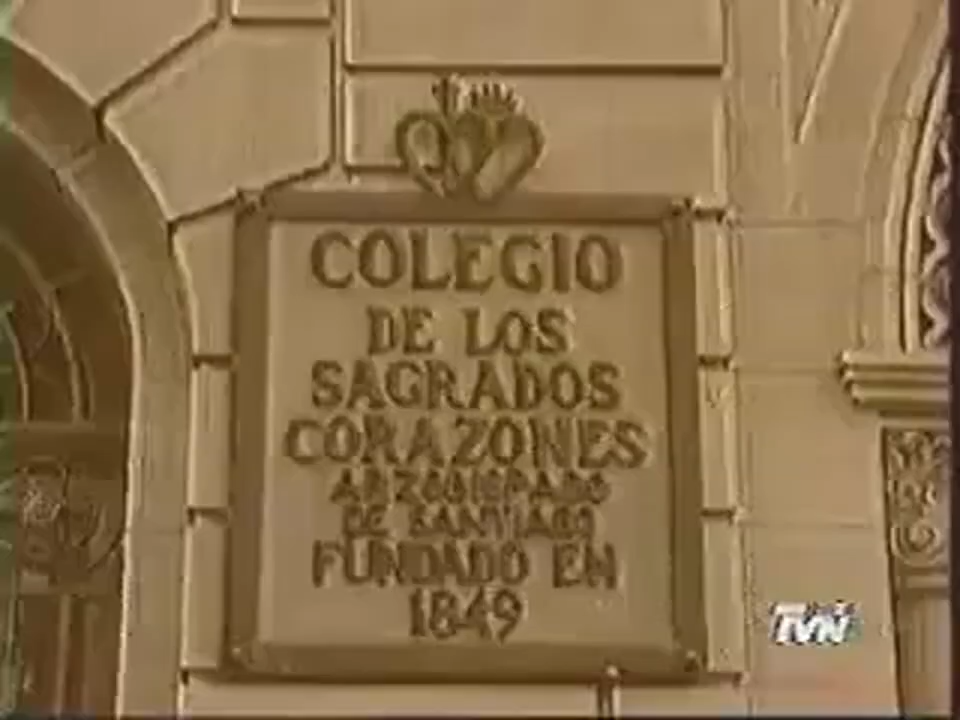 COLEGIO
DE LOS
SAGRADOS
CORAZONES
ARZOBISPADO
DE SANTIAGO
FUNDADO EN
1849
TVN